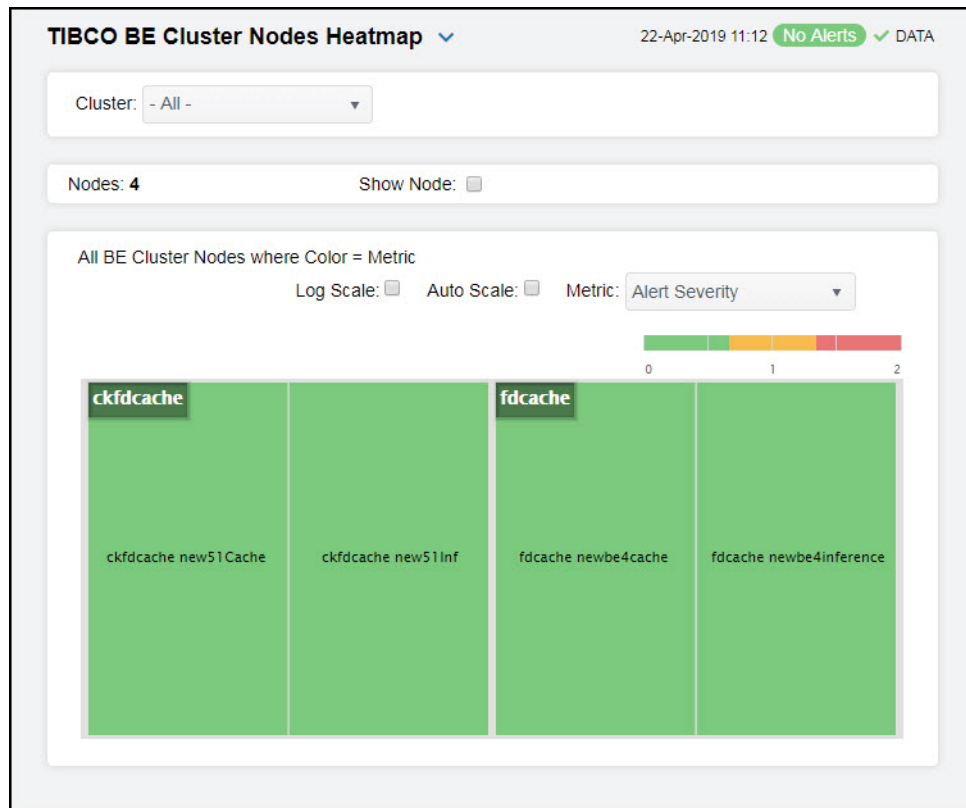 TIBCO BE Cluster Nodes Heatmap 22-Apr-2019 11:12 No Alerts DATA
Cluster: - All -
Nodes: 4 Show Node:
All BE Cluster Nodes where Color = Metric
Log Scale: Auto Scale: Metric: Alert Severity
0 1 2
ckfdcache fdcache
ckfdcache new51Cache ckfdcache new51Inf fdcache newbe4cache fdcache newbe4inference